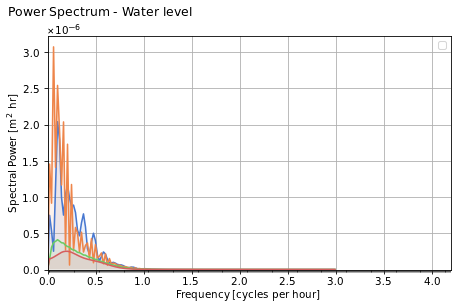 Power Spectrum - Water level
×10⁻⁶
3.0
2.5
2.0
1.5
1.0
0.5
0.0
Spectral Power [m² hr]
0.0 0.5 1.0 1.5 2.0 2.5 3.0 3.5 4.0
Frequency [cycles per hour]